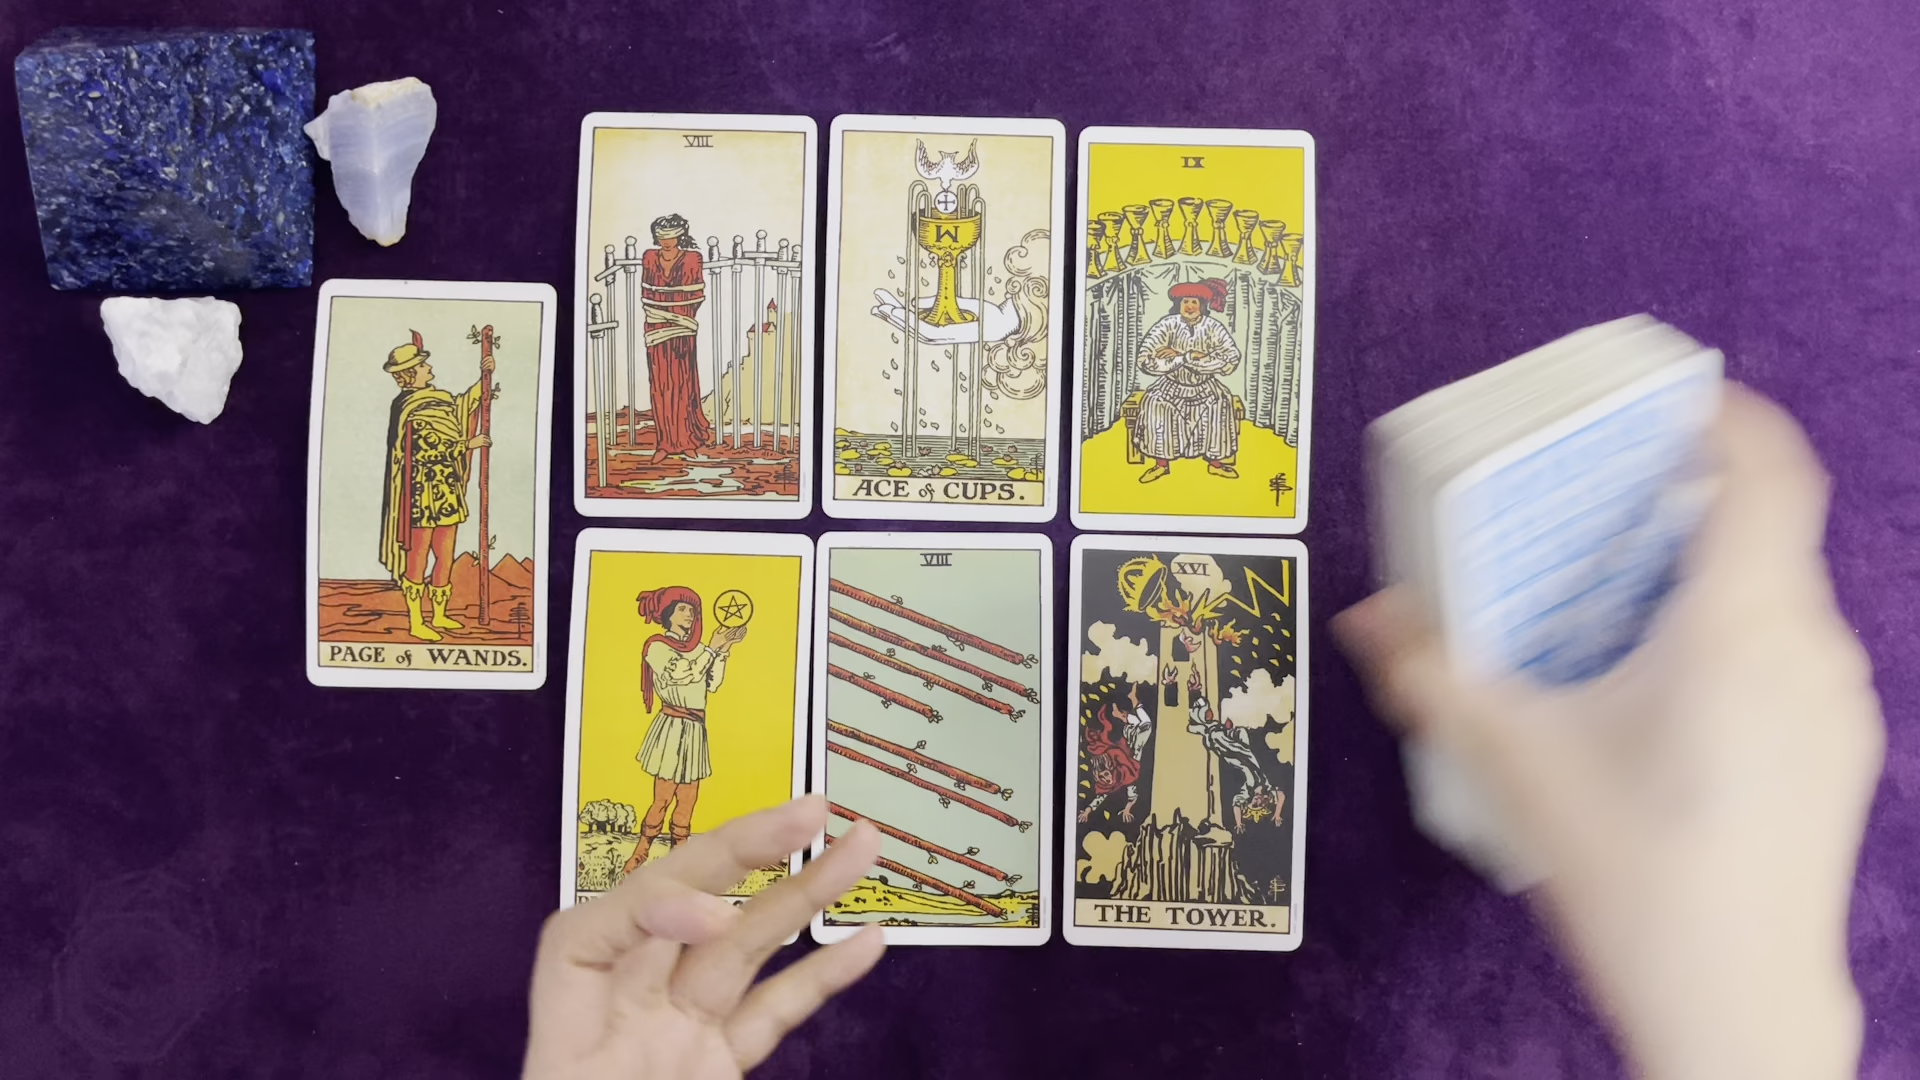 VIII
IX
M
ACE of CUPS.
PAGE of WANDS.
VIII
XVI
THE TOWER.